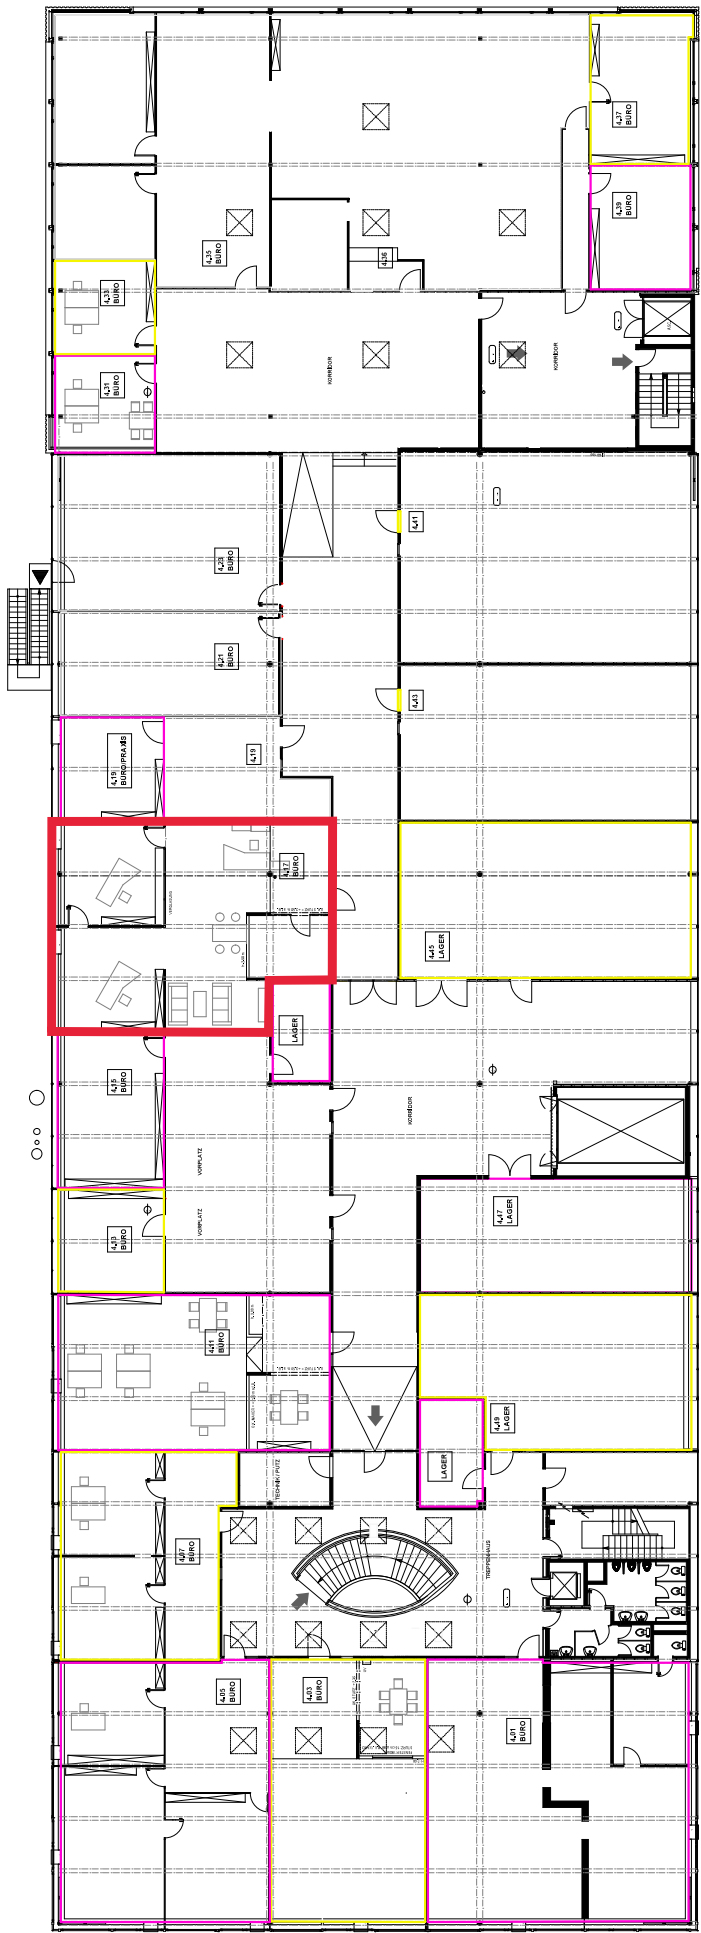 4.37
BÜRO
4.39
BÜRO
4.35
BÜRO
4.36
4.33
BÜRO
KORRIDOR
KORRIDOR
4.31
BÜRO
4.41
4.23
BÜRO
4.21
BÜRO
4.43
4.19
BÜRO/PRAXIS
4.19
4.17
BÜRO
4.45
LAGER
LAGER
4.15
BÜRO
KORRIDOR
VORPLATZ
VORPLATZ
4.13
BÜRO
4.47
LAGER
4.11
BÜRO
4.49
LAGER
LAGER
TECHNIK / PUTZ
4.07
BÜRO
TREPPENHAUS
4.05
BÜRO
4.03
BÜRO
4.01
BÜRO